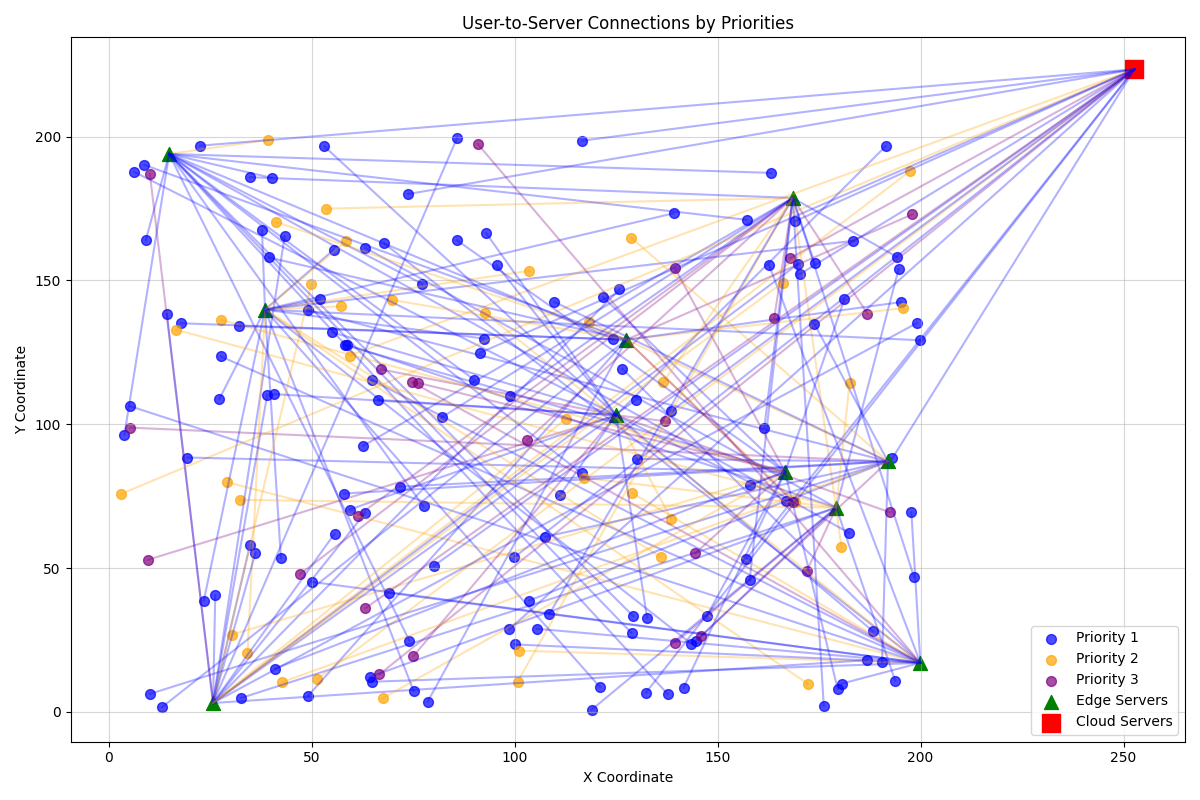 User-to-Server Connections by Priorities
Y Coordinate
200
150
100
50
0
0
50
100
150
200
250
X Coordinate
Priority 1
Priority 2
Priority 3
Edge Servers
Cloud Servers